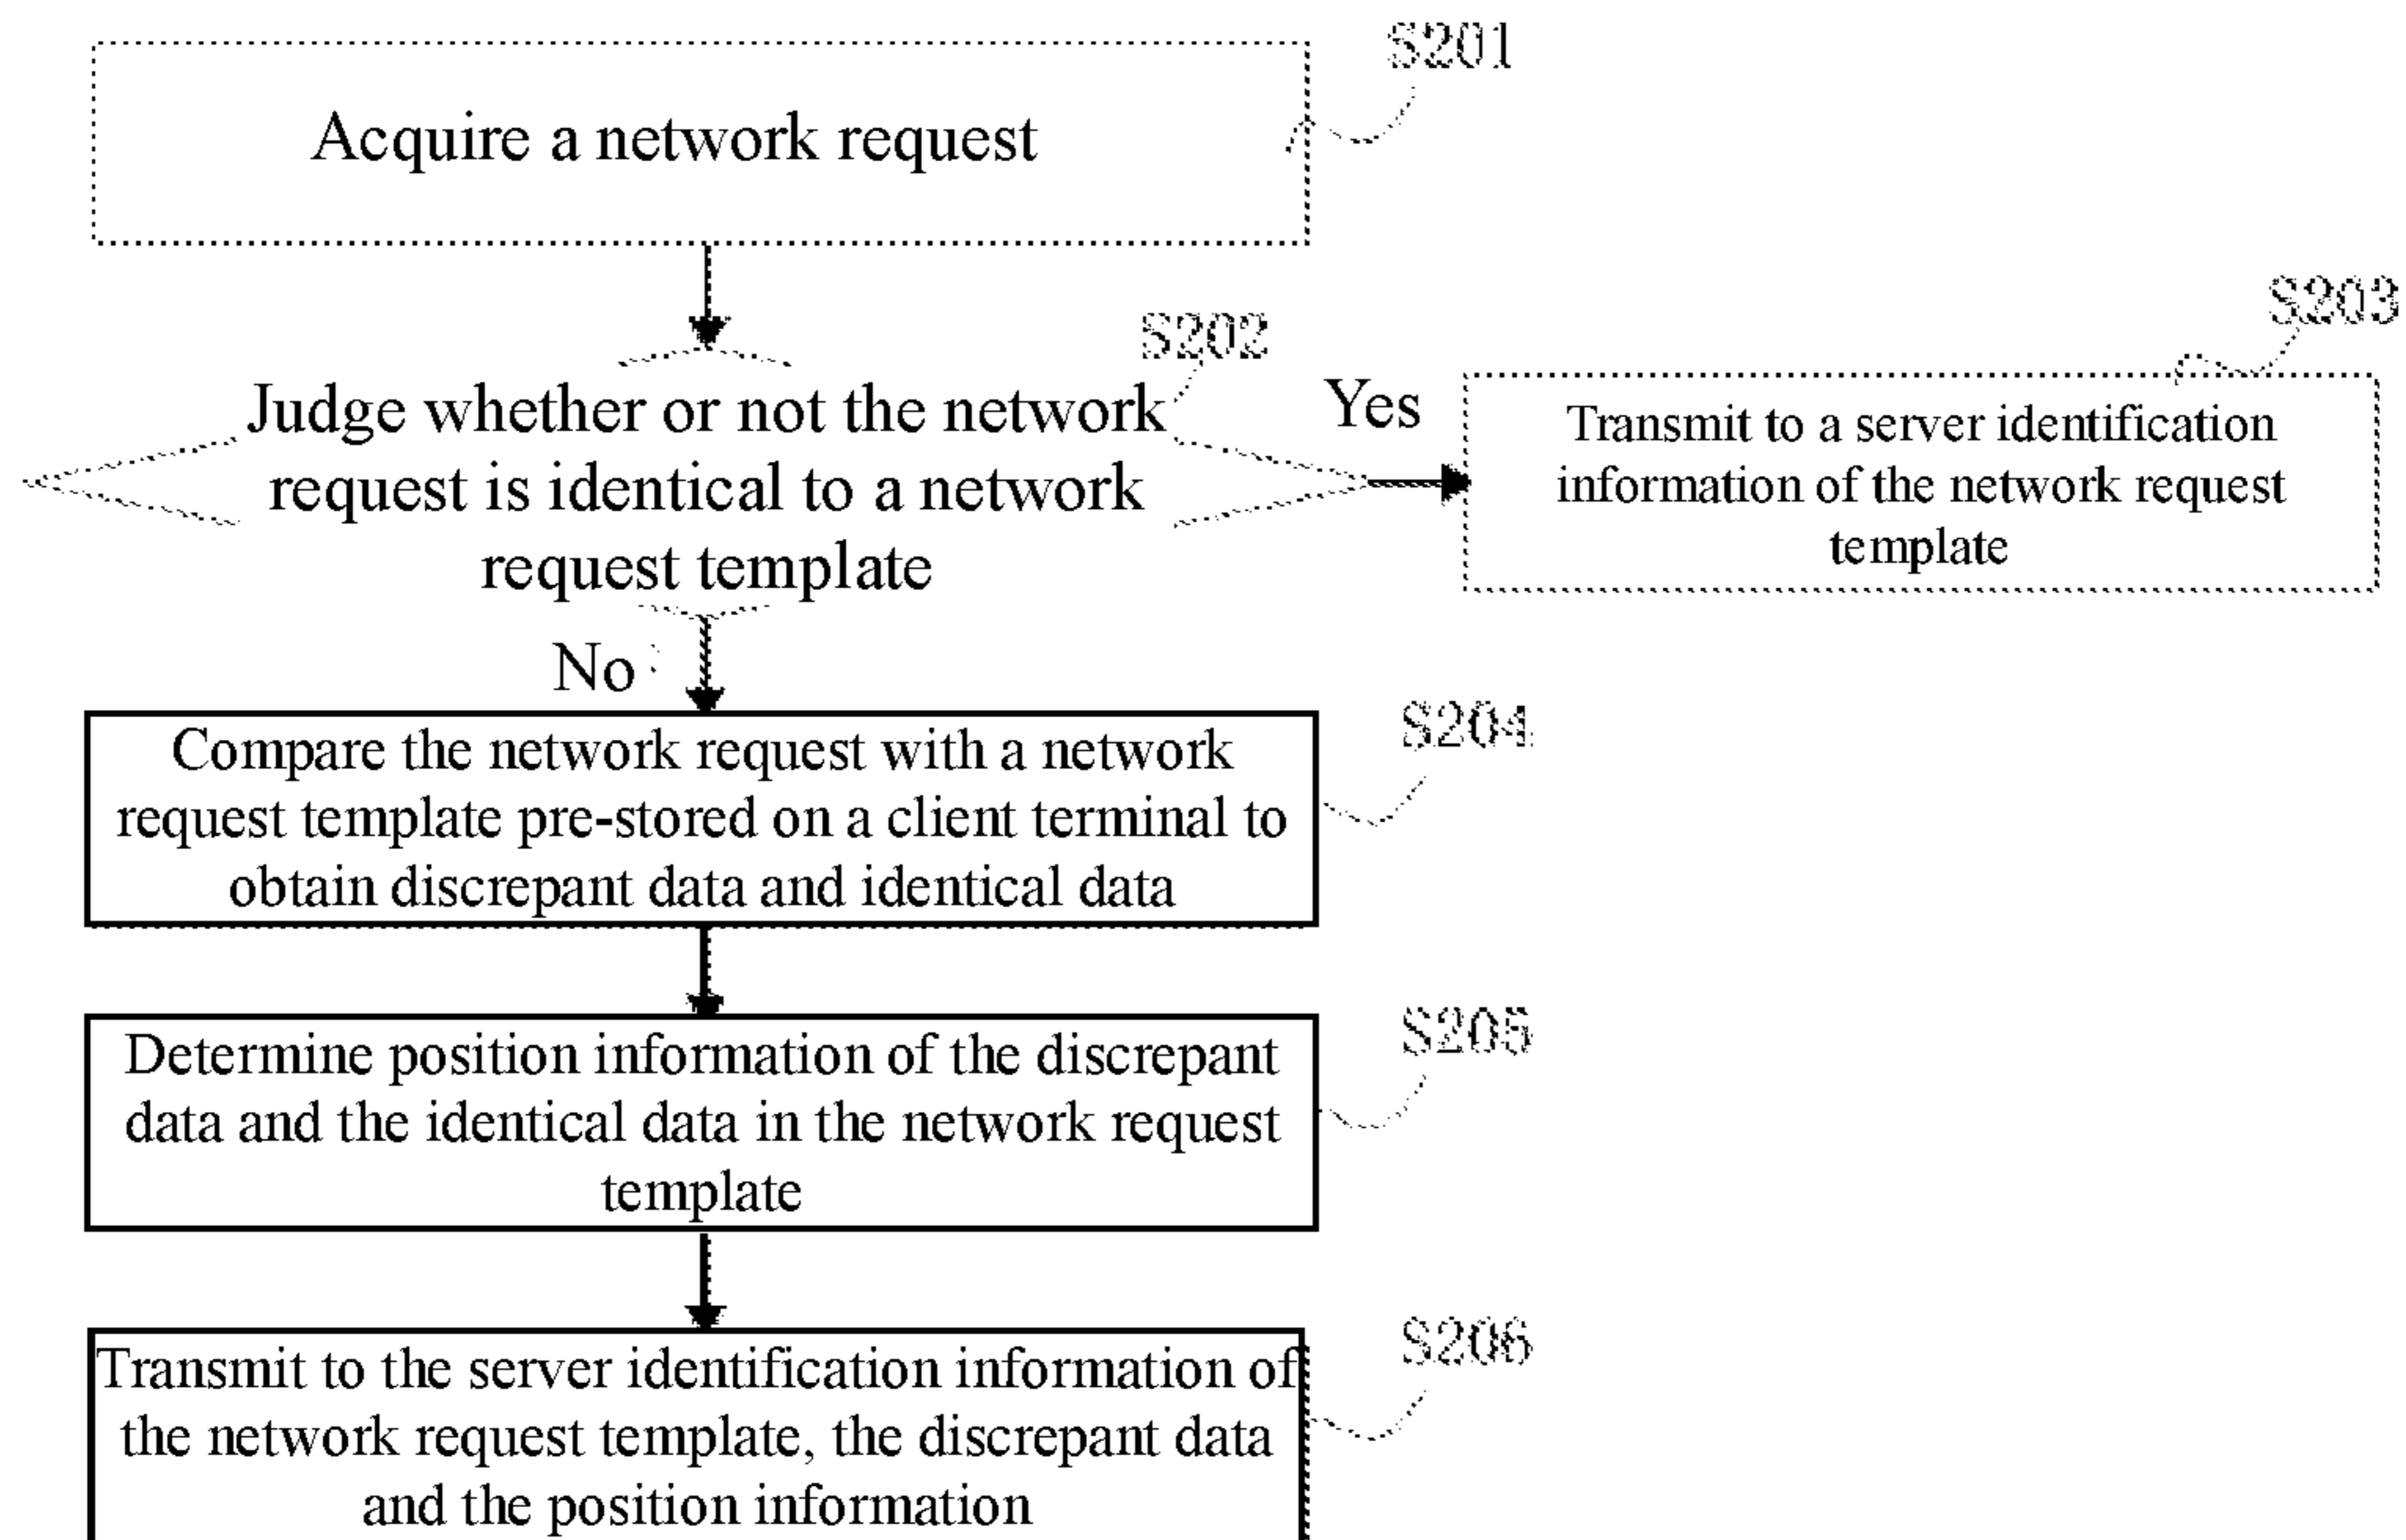 S201
Acquire a network request
S202
S203
Judge whether or not the network
request is identical to a network
request template
Yes
Transmit to a server identification
information of the network request
template
No
S204
Compare the network request with a network
request template pre-stored on a client terminal to
obtain discrepant data and identical data
S205
Determine position information of the discrepant
data and the identical data in the network request
template
S206
Transmit to the server identification information of
the network request template, the discrepant data
and the position information